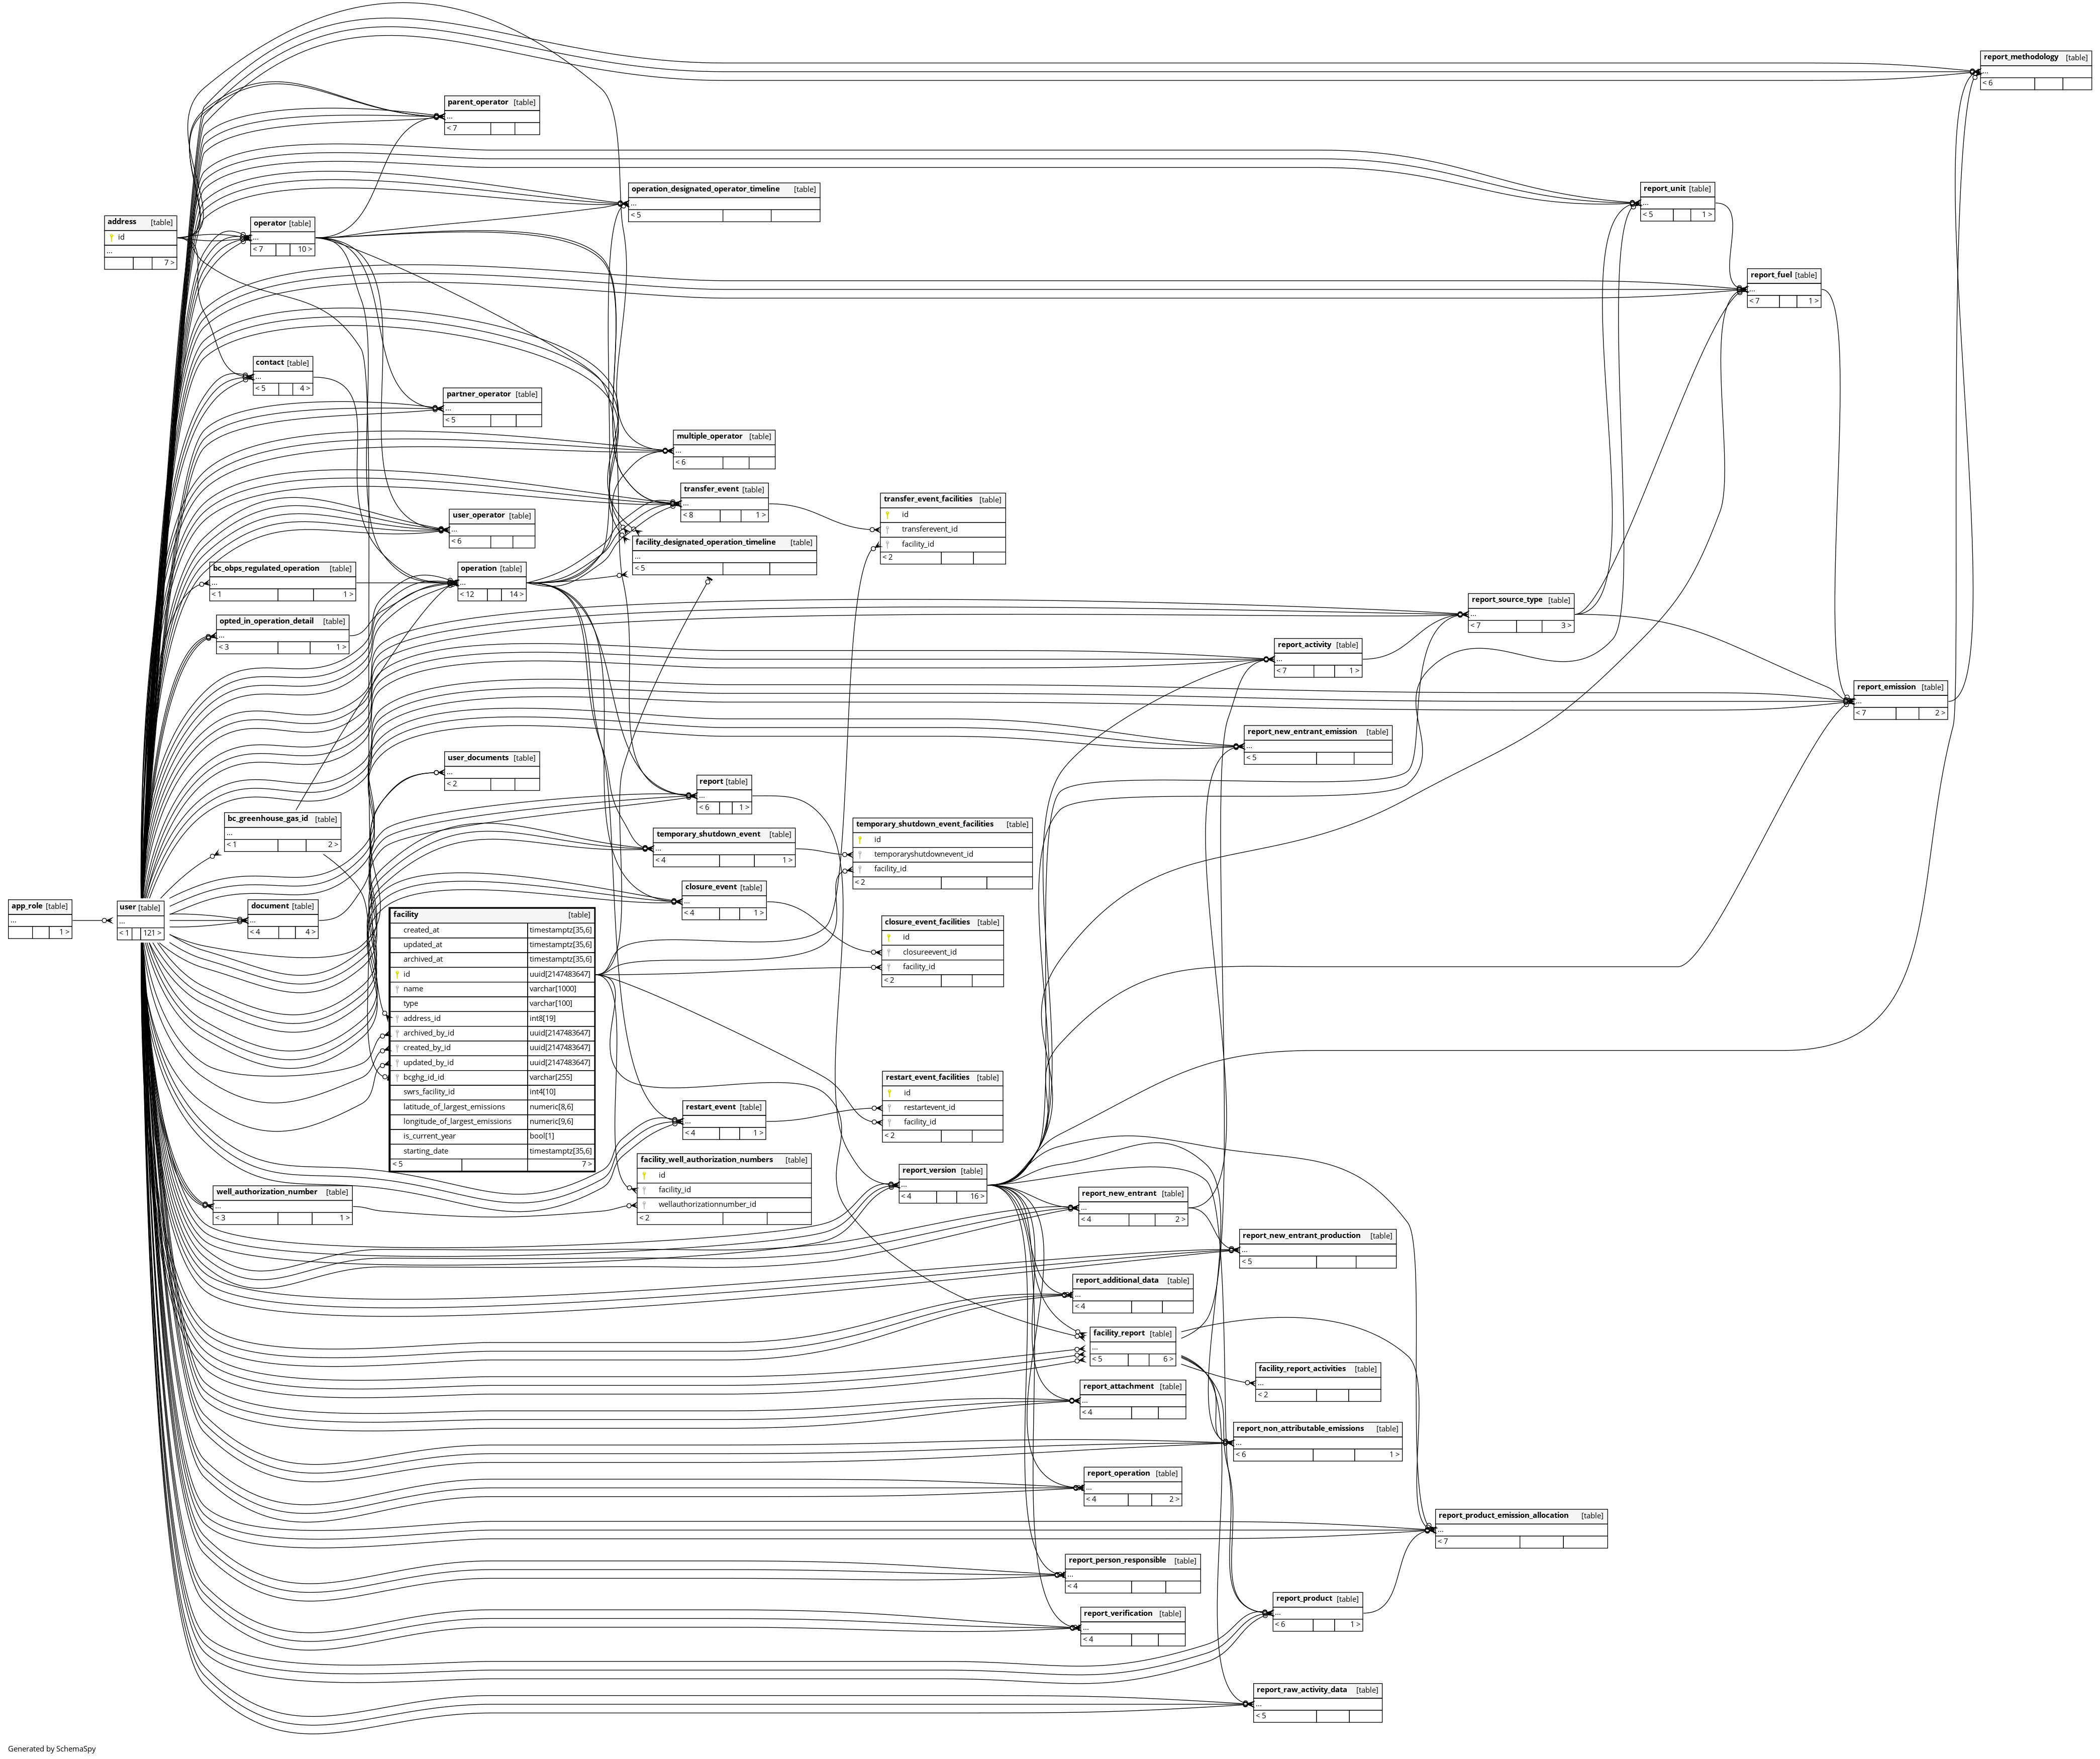 report_methodology [table]
...
< 6
parent_operator [table]
...
< 7
operation_designated_operator_timeline [table]
...
< 5
report_unit [table]
...
< 5 1 >
address [table]
id
...
7 >
operator [table]
...
< 7 10 >
report_fuel [table]
...
< 7 1 >
contact [table]
...
< 5 4 >
partner_operator [table]
...
< 5
multiple_operator [table]
...
< 6
transfer_event [table]
...
< 8 1 >
transfer_event_facilities [table]
id
transferevent_id
facility_id
< 2
user_operator [table]
...
< 6
facility_designated_operation_timeline [table]
...
< 5
bc_obps_regulated_operation [table]
...
< 1 1 >
operation [table]
...
< 12 14 >
report_source_type [table]
...
< 7 3 >
opted_in_operation_detail [table]
...
< 3 1 >
report_activity [table]
...
< 7 1 >
report_emission [table]
...
< 7 2 >
report_new_entrant_emission [table]
...
< 5
user_documents [table]
...
< 2
report [table]
...
< 6 1 >
bc_greenhouse_gas_id [table]
...
< 1 2 >
temporary_shutdown_event [table]
...
< 4 1 >
temporary_shutdown_event_facilities [table]
id
temporaryshutdownevent_id
facility_id
< 2
closure_event [table]
...
< 4 1 >
app_role [table]
...
1 >
user [table]
...
< 1 121 >
document [table]
...
< 4 4 >
facility [table]
created_at timestamptz[35,6]
updated_at timestamptz[35,6]
archived_at timestamptz[35,6]
id uuid[2147483647]
name varchar[1000]
type varchar[100]
address_id int8[19]
archived_by_id uuid[2147483647]
created_by_id uuid[2147483647]
updated_by_id uuid[2147483647]
bcghg_id_id varchar[255]
swrs_facility_id int4[10]
latitude_of_largest_emissions numeric[8,6]
longitude_of_largest_emissions numeric[9,6]
is_current_year bool[1]
starting_date timestamptz[35,6]
< 5 7 >
closure_event_facilities [table]
id
closureevent_id
facility_id
< 2
restart_event_facilities [table]
id
restartevent_id
facility_id
< 2
restart_event [table]
...
< 4 1 >
facility_well_authorization_numbers [table]
id
facility_id
wellauthorizationnumber_id
< 2
report_version [table]
...
< 4 16 >
well_authorization_number [table]
...
< 3 1 >
report_new_entrant [table]
...
< 4 2 >
report_new_entrant_production [table]
...
< 5
report_additional_data [table]
...
< 4
facility_report [table]
...
< 5 6 >
facility_report_activities [table]
...
< 2
report_attachment [table]
...
< 4
report_non_attributable_emissions [table]
...
< 6 1 >
report_operation [table]
...
< 4 2 >
report_product_emission_allocation [table]
...
< 7
report_person_responsible [table]
...
< 4
report_product [table]
...
< 6 1 >
report_verification [table]
...
< 4
report_raw_activity_data [table]
...
< 5
Generated by SchemaSpy